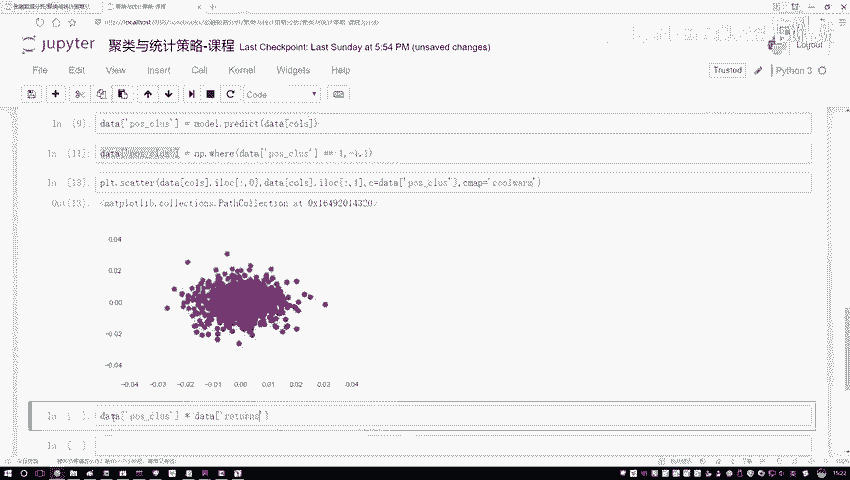 jupyter 聚类与统计策略-课程 Last Checkpoint: Last Sunday at 5:54 PM (unsaved changes)
Logout
File Edit View Insert Cell Kernel Widgets Help
Trusted Python 3
Code
In [9] data['pos_clus'] = model.predict(data[cols])
= np.where(data['pos_clus'] == 1,-1,1)
In [13] plt.scatter(data[cols].iloc[:,0],data[cols].iloc[:,1],c=data['pos_clus'],cmap='coolwarm')
Out[13]: <matplotlib.collections.PathCollection at 0x16492014320>
0.04
0.02
0.00
-0.02
-0.04
-0.04 -0.03 -0.02 -0.01 0.00 0.01 0.02 0.03 0.04
In [ ] data['pos_clus'] * data['returns']
In [ ]
15:22